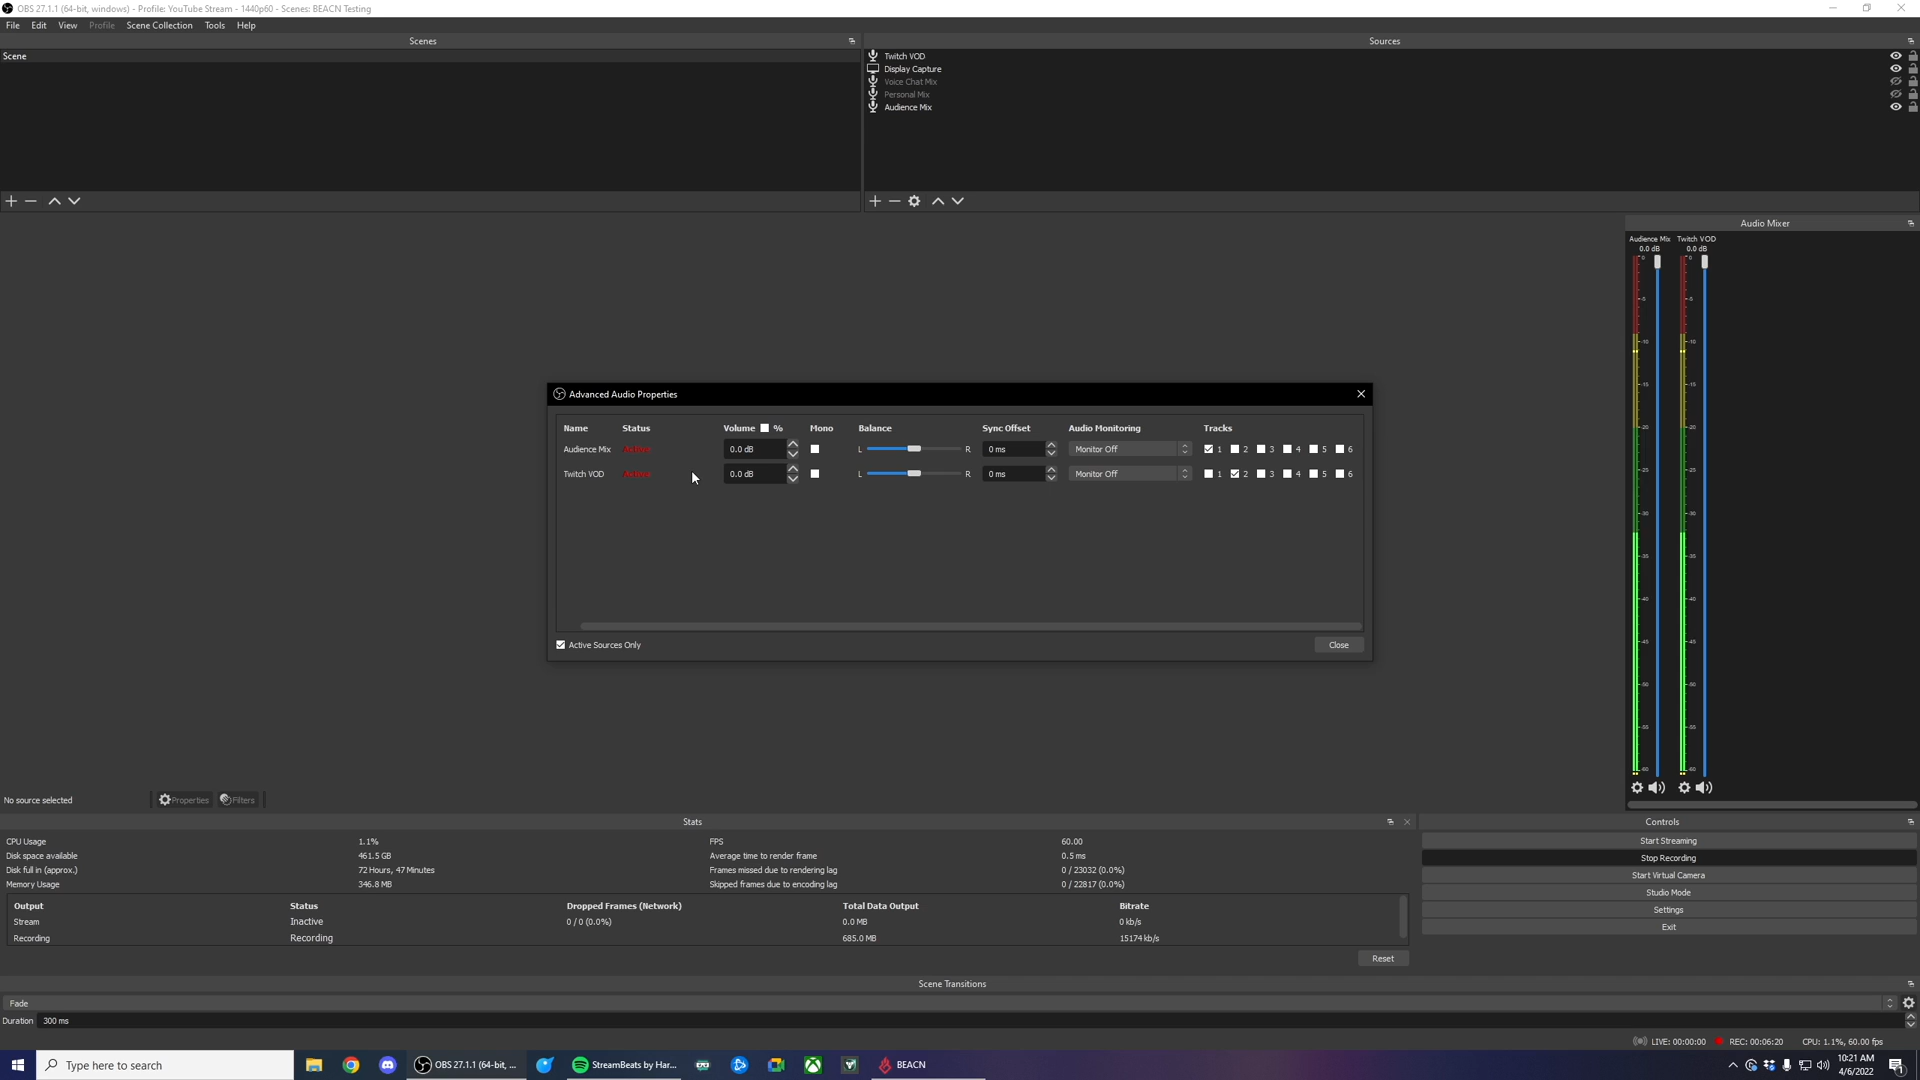 OBS 27.1.1 (64-bit, windows) - Profile: YouTube Stream - 1440p60 - Scenes: BEACN Testing
File Edit View Profile Scene Collection Tools Help
Scenes
Sources
Scene
Twitch VOD
Display Capture
Voice Chat Mix
Personal Mix
Audience Mix
Audio Mixer
Audience Mix Twitch VOD
0.0 dB 0.0 dB
Advanced Audio Properties
Name Status Volume % Mono Balance Sync Offset Audio Monitoring Tracks
Audience Mix Active 0.0 dB L R 0 ms Monitor Off 1 2 3 4 5 6
Twitch VOD Active 0.0 dB L R 0 ms Monitor Off 1 2 3 4 5 6
Active Sources Only
Close
No source selected Properties Filters
Stats
CPU Usage 1.1% FPS 60.00
Disk space available 461.5 GB Average time to render frame 0.5 ms
Disk full in (approx.) 72 Hours, 47 Minutes Frames missed due to rendering lag 0 / 23032 (0.0%)
Memory Usage 346.8 MB Skipped frames due to encoding lag 0 / 22817 (0.0%)
Output Status Dropped Frames (Network) Total Data Output Bitrate
Stream Inactive 0 / 0 (0.0%) 0.0 MB 0 kb/s
Recording Recording 685.0 MB 15174 kb/s
Reset
Controls
Start Streaming
Stop Recording
Start Virtual Camera
Studio Mode
Settings
Exit
Scene Transitions
Fade
Duration 300 ms
LIVE: 00:00:00 REC: 00:06:20 CPU: 1.1%, 60.00 fps
Type here to search
OBS 27.1.1 (64-bit, ...
StreamBeats by Har...
BEACN
10:21 AM
4/6/2022